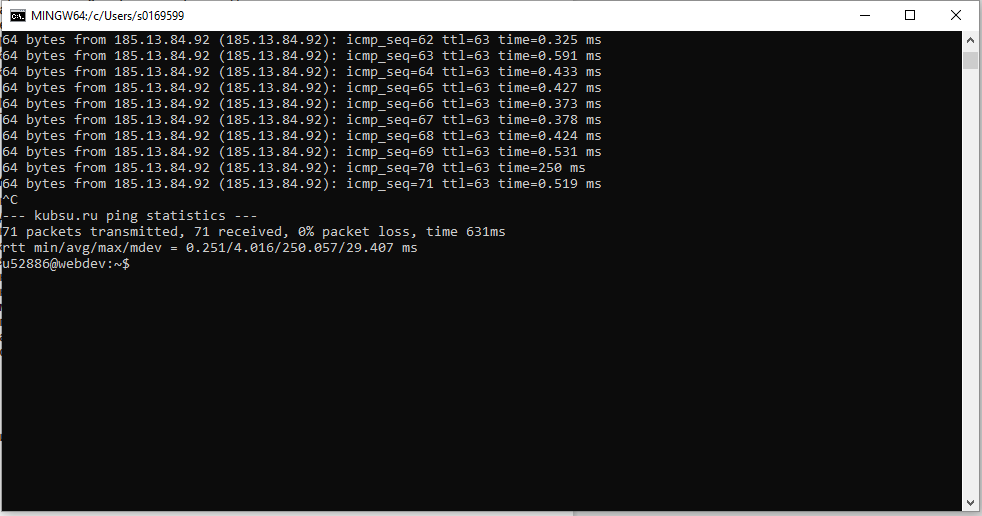 MINGW64:/c/Users/s0169599
64 bytes from 185.13.84.92 (185.13.84.92): icmp_seq=62 ttl=63 time=0.325 ms
64 bytes from 185.13.84.92 (185.13.84.92): icmp_seq=63 ttl=63 time=0.591 ms
64 bytes from 185.13.84.92 (185.13.84.92): icmp_seq=64 ttl=63 time=0.433 ms
64 bytes from 185.13.84.92 (185.13.84.92): icmp_seq=65 ttl=63 time=0.427 ms
64 bytes from 185.13.84.92 (185.13.84.92): icmp_seq=66 ttl=63 time=0.373 ms
64 bytes from 185.13.84.92 (185.13.84.92): icmp_seq=67 ttl=63 time=0.378 ms
64 bytes from 185.13.84.92 (185.13.84.92): icmp_seq=68 ttl=63 time=0.424 ms
64 bytes from 185.13.84.92 (185.13.84.92): icmp_seq=69 ttl=63 time=0.531 ms
64 bytes from 185.13.84.92 (185.13.84.92): icmp_seq=70 ttl=63 time=250 ms
64 bytes from 185.13.84.92 (185.13.84.92): icmp_seq=71 ttl=63 time=0.519 ms
^C
--- kubsu.ru ping statistics ---
71 packets transmitted, 71 received, 0% packet loss, time 631ms
rtt min/avg/max/mdev = 0.251/4.016/250.057/29.407 ms
u52886@webdev:~$